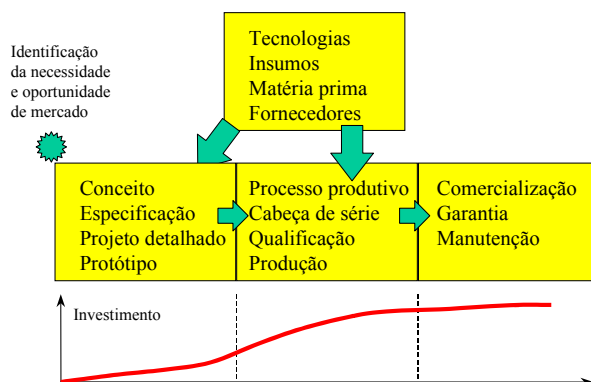 Identificação
da necessidade
e oportunidade
de mercado
Tecnologias
Insumos
Matéria prima
Fornecedores
Conceito
Especificação
Projeto detalhado
Protótipo
Processo produtivo
Cabeça de série
Qualificação
Produção
Comercialização
Garantia
Manutenção
Investimento